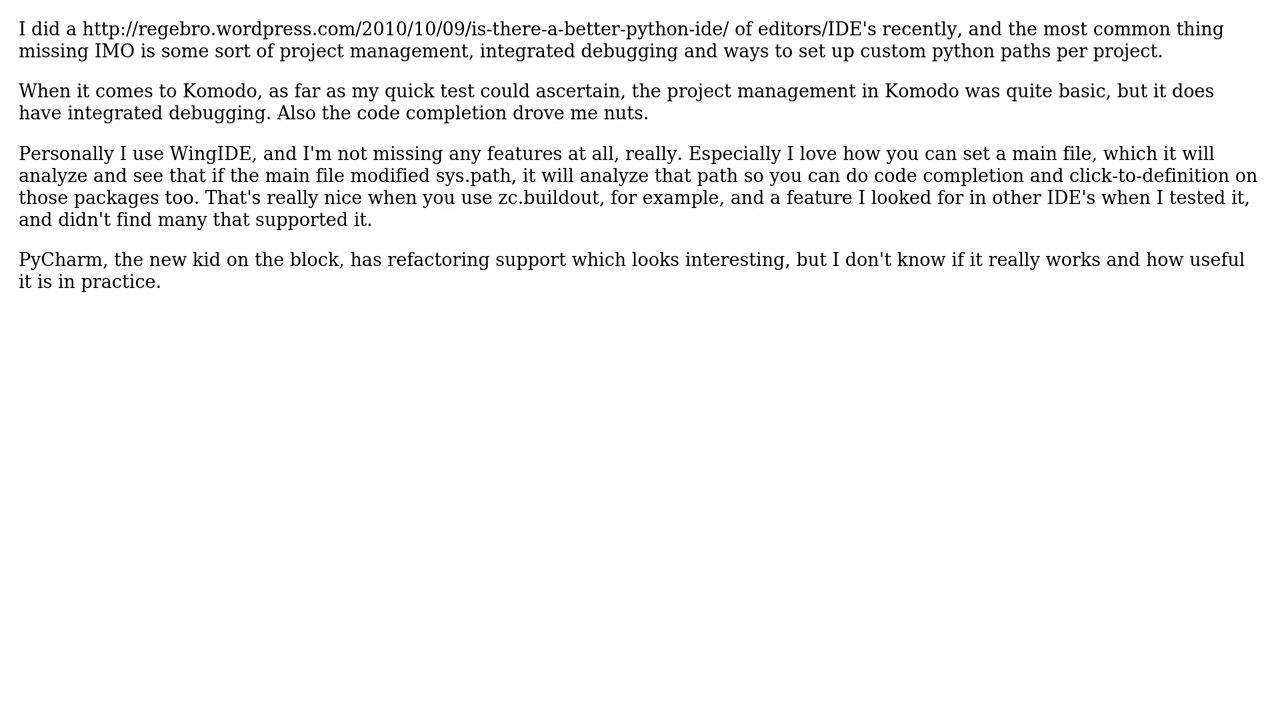 I did a http://regebro.wordpress.com/2010/10/09/is-there-a-better-python-ide/ of editors/IDE's recently, and the most common thing
missing IMO is some sort of project management, integrated debugging and ways to set up custom python paths per project.
When it comes to Komodo, as far as my quick test could ascertain, the project management in Komodo was quite basic, but it does
have integrated debugging. Also the code completion drove me nuts.
Personally I use WingIDE, and I'm not missing any features at all, really. Especially I love how you can set a main file, which it will
analyze and see that if the main file modified sys.path, it will analyze that path so you can do code completion and click-to-definition on
those packages too. That's really nice when you use zc.buildout, for example, and a feature I looked for in other IDE's when I tested it,
and didn't find many that supported it.
PyCharm, the new kid on the block, has refactoring support which looks interesting, but I don't know if it really works and how useful
it is in practice.